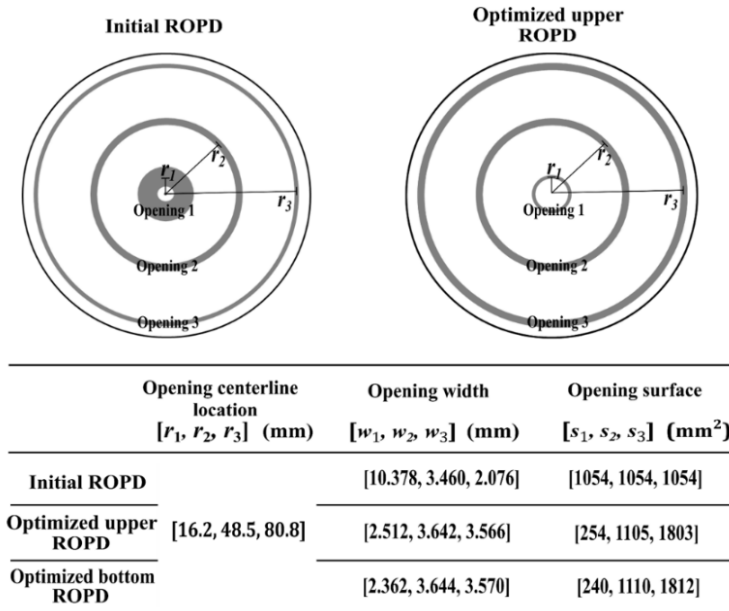 Initial ROPD
Optimized upper
ROPD
r₁
r₂
r₃
Opening 1
Opening 2
Opening 3
r₁
r₂
r₃
Opening 1
Opening 2
Opening 3
Opening centerline
location
[r₁, r₂, r₃] (mm)
Opening width
[w₁, w₂, w₃] (mm)
Opening surface
[s₁, s₂, s₃] (mm²)
Initial ROPD
[10.378, 3.460, 2.076]
[1054, 1054, 1054]
Optimized upper
ROPD
[16.2, 48.5, 80.8]
[2.512, 3.642, 3.566]
[254, 1105, 1803]
Optimized bottom
ROPD
[2.362, 3.644, 3.570]
[240, 1110, 1812]